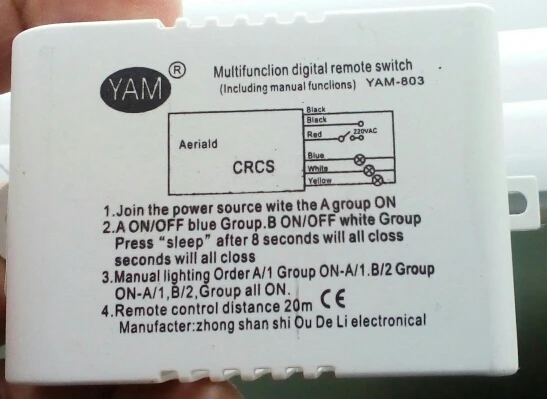 YAM ®
Multifunclion digital remote switch
(Including manual funclions) YAM-803
Black
Black
Red
220VAC
Aeriald
CRCS
Blue
White
Yellow
1.Join the power source wite the A group ON
2.A ON/OFF blue Group.B ON/OFF white Group
Press “sleep” after 8 seconds will all closs
seconds will all closs
3.Manual lighting Order A/1 Group ON-A/1.B/2 Group
ON-A/1,B/2,Group all ON.
4.Remote control distance 20m CE
Manufacter:zhong shan shi Ou De Li electronical